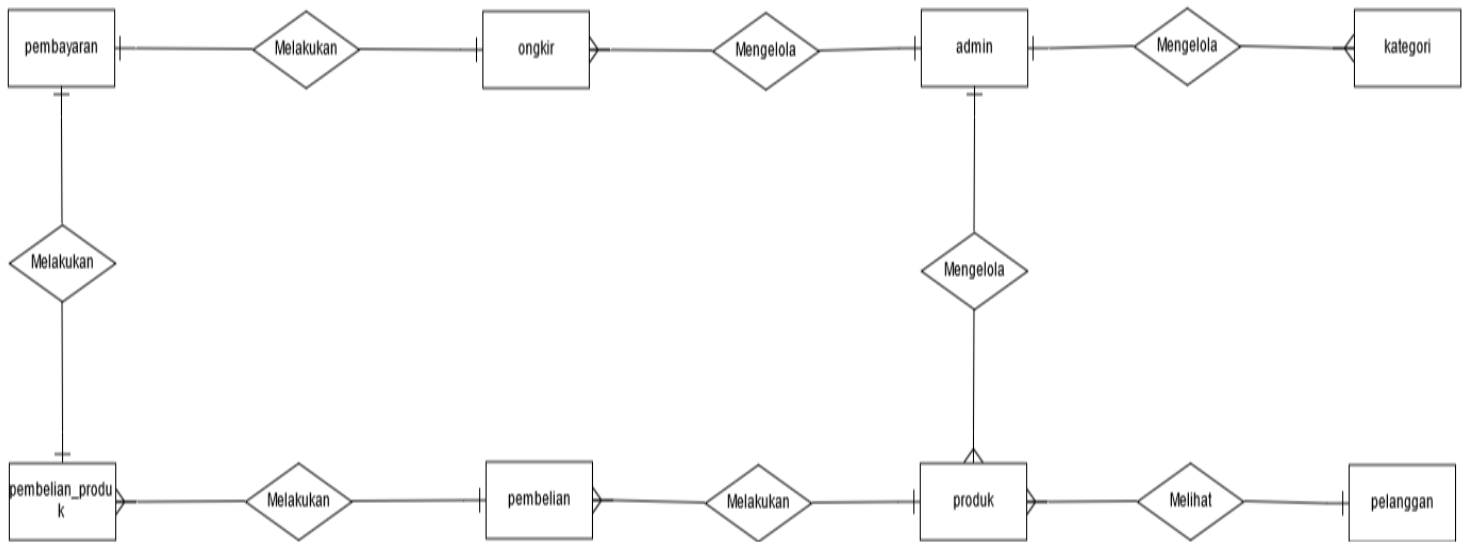 pembayaran
Melakukan
ongkir
Mengelola
admin
Mengelola
kategori
Melakukan
Mengelola
pembelian_produ
k
Melakukan
pembelian
Melakukan
produk
Melihat
pelanggan